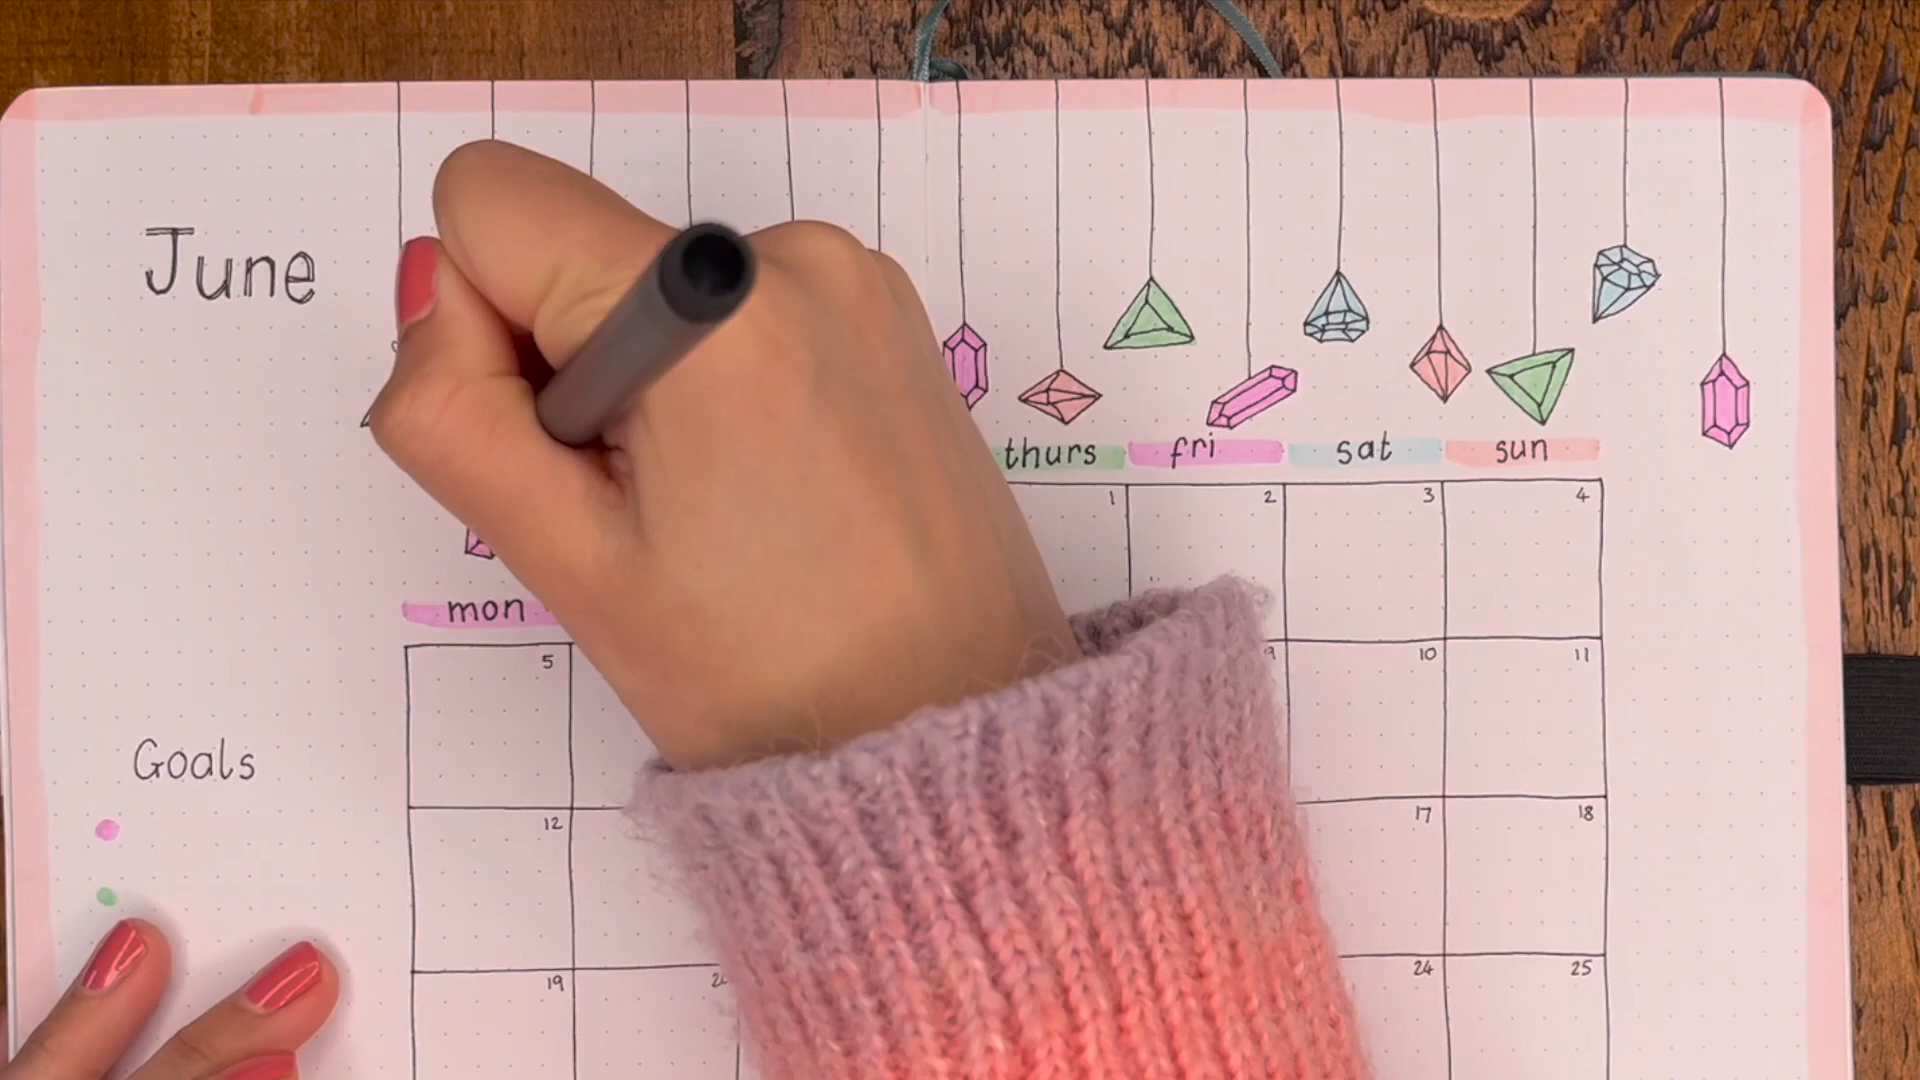 June
thurs fri sat sun
1 2 3 4
mon
5 9 10 11
Goals
12 17 18
19 24 25